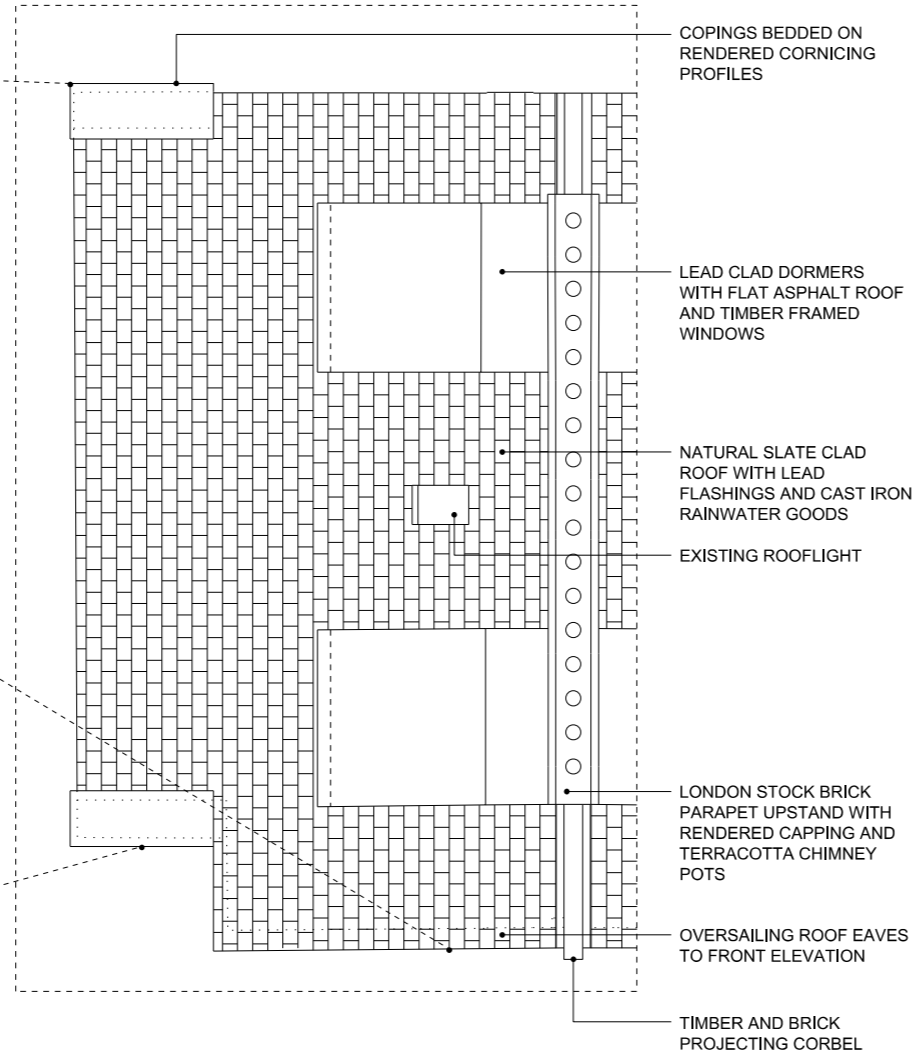 COPINGS BEDDED ON
RENDERED CORNICING
PROFILES
LEAD CLAD DORMERS
WITH FLAT ASPHALT ROOF
AND TIMBER FRAMED
WINDOWS
NATURAL SLATE CLAD
ROOF WITH LEAD
FLASHINGS AND CAST IRON
RAINWATER GOODS
EXISTING ROOFLIGHT
LONDON STOCK BRICK
PARAPET UPSTAND WITH
RENDERED CAPPING AND
TERRACOTTA CHIMNEY
POTS
OVERSAILING ROOF EAVES
TO FRONT ELEVATION
TIMBER AND BRICK
PROJECTING CORBEL